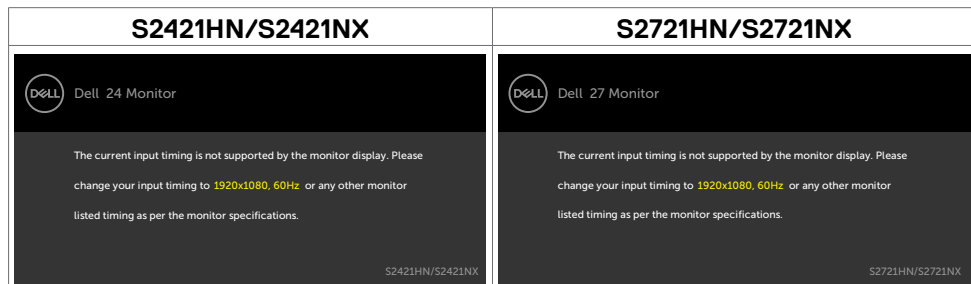 S2421HN/S2421NX
S2721HN/S2721NX
DELL Dell 24 Monitor
The current input timing is not supported by the monitor display. Please
change your input timing to 1920x1080, 60Hz or any other monitor
listed timing as per the monitor specifications.
S2421HN/S2421NX
DELL Dell 27 Monitor
The current input timing is not supported by the monitor display. Please
change your input timing to 1920x1080, 60Hz or any other monitor
listed timing as per the monitor specifications.
S2721HN/S2721NX